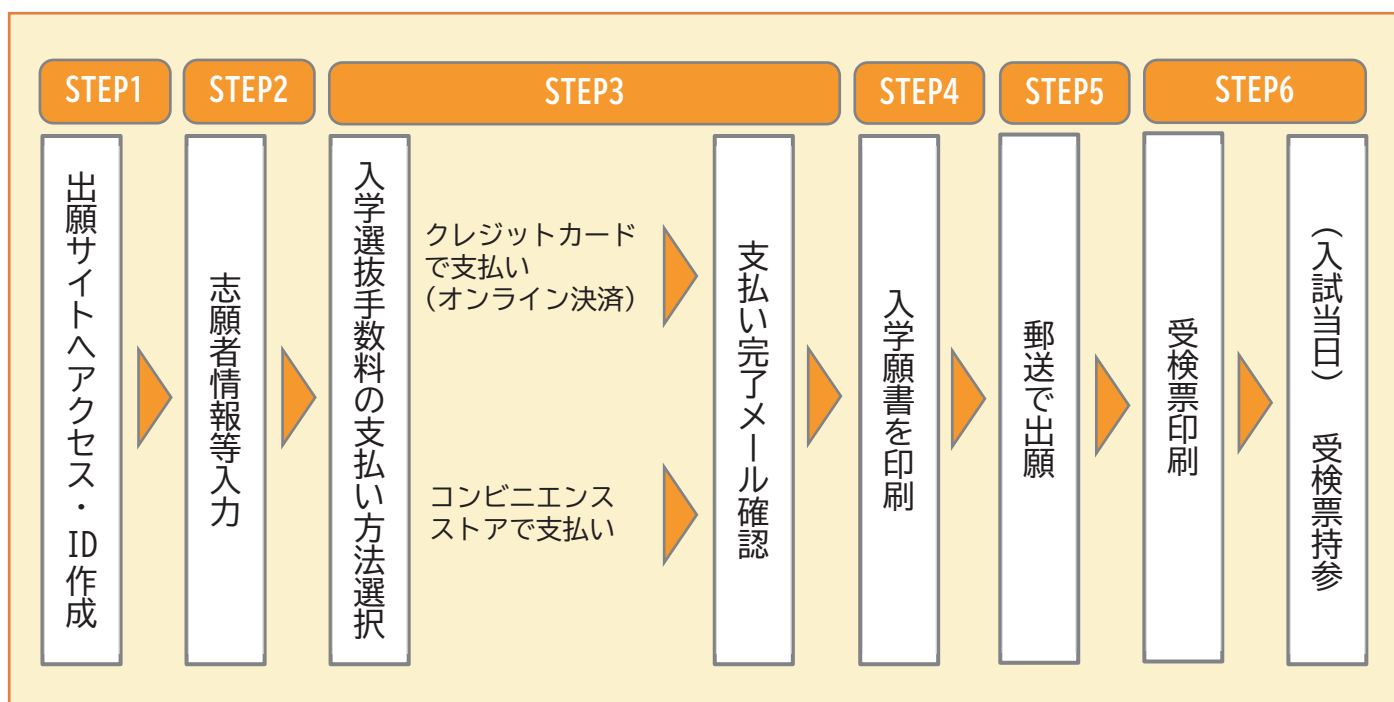 STEP1
STEP2
STEP3
STEP4
STEP5
STEP6
出願サイトへアクセス・ID作成
志願者情報等入力
入学選抜手数料の支払い方法選択
クレジットカード
で支払い
(オンライン決済)
コンビニエンス
ストアで支払い
支払い完了メール確認
入学願書を印刷
郵送で出願
受検票印刷
(入試当日) 受検票持参